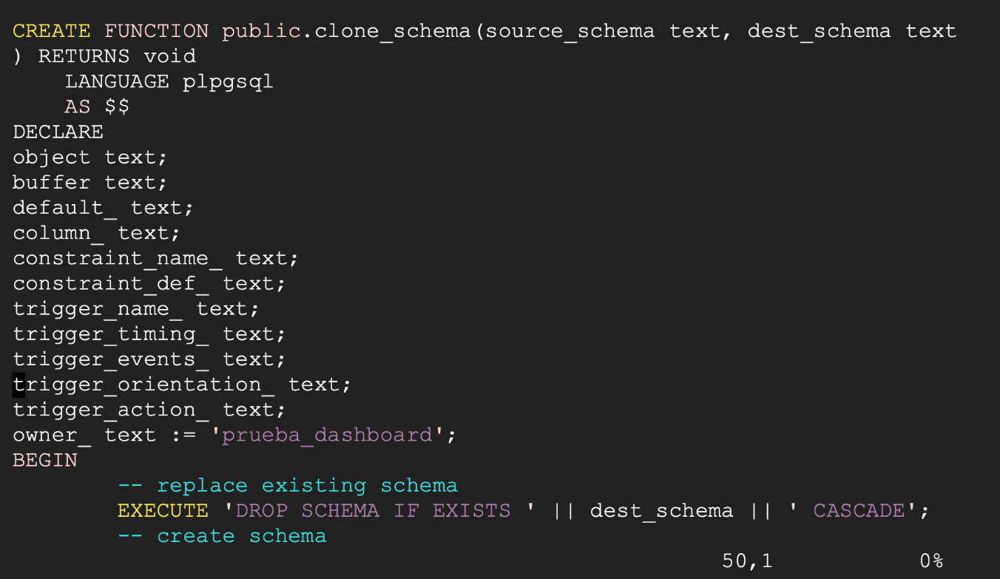 CREATE FUNCTION public.clone_schema(source_schema text, dest_schema text
) RETURNS void
    LANGUAGE plpgsql
    AS $$
DECLARE
object text;
buffer text;
default_ text;
column_ text;
constraint_name_ text;
constraint_def_ text;
trigger_name_ text;
trigger_timing_ text;
trigger_events_ text;
trigger_orientation_ text;
trigger_action_ text;
owner_ text := 'prueba_dashboard';
BEGIN
        -- replace existing schema
        EXECUTE 'DROP SCHEMA IF EXISTS ' || dest_schema || ' CASCADE';
        -- create schema
50,1 0%